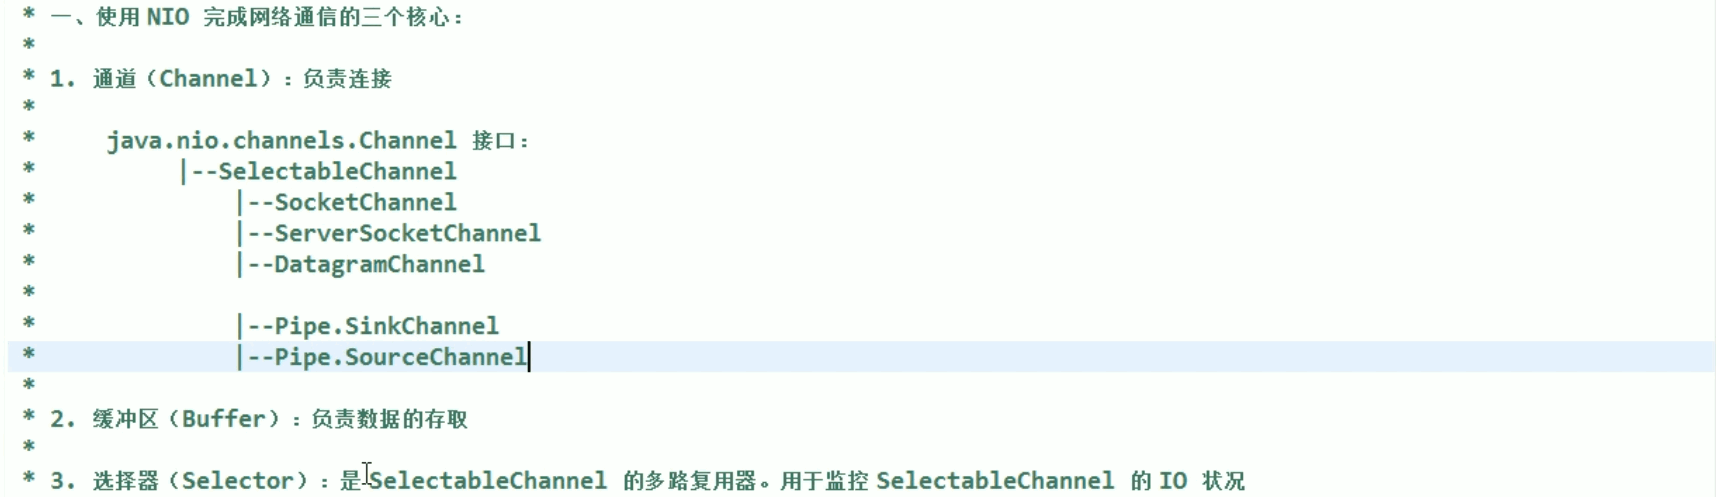 * 一、使用 NIO 完成网络通信的三个核心：
*
* 1. 通道（Channel）：负责连接
*
*     java.nio.channels.Channel 接口：
*          |--SelectableChannel
*              |--SocketChannel
*              |--ServerSocketChannel
*              |--DatagramChannel
*
*              |--Pipe.SinkChannel
*              |--Pipe.SourceChannel
*
* 2. 缓冲区（Buffer）：负责数据的存取
*
* 3. 选择器（Selector）：是 SelectableChannel 的多路复用器。用于监控 SelectableChannel 的 IO 状况